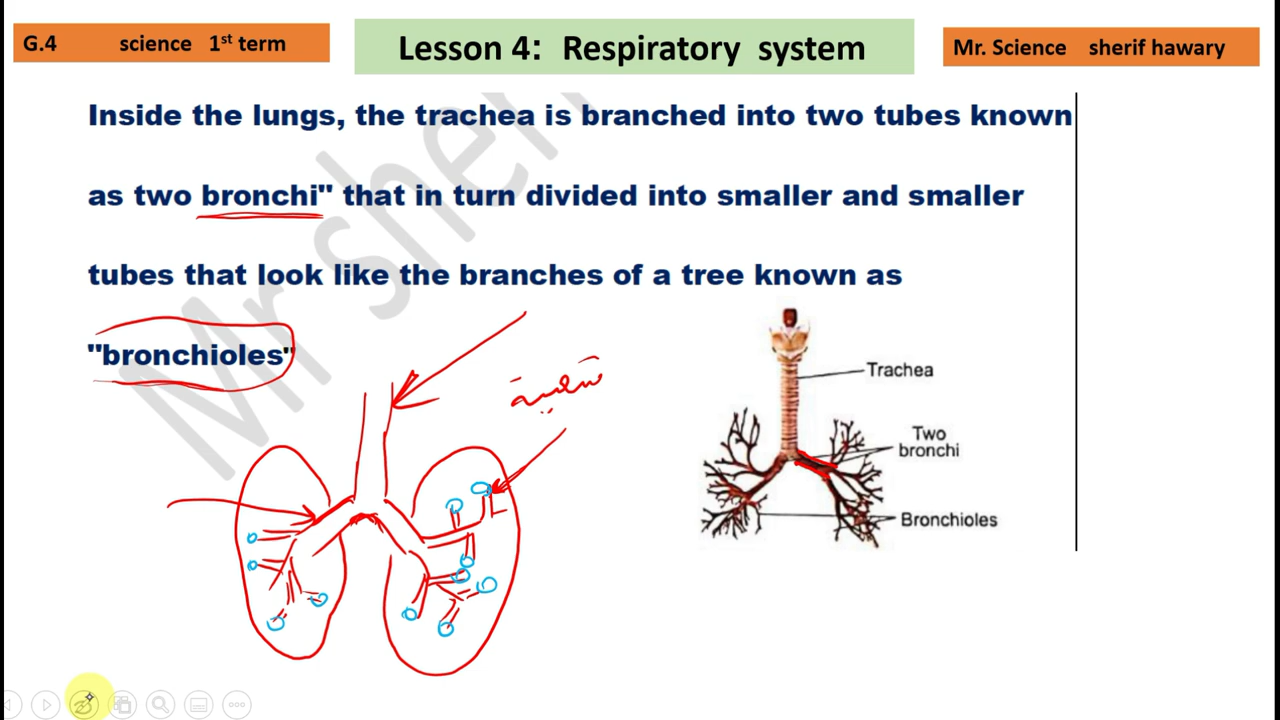 G.4 science 1st term
Lesson 4: Respiratory system
Mr. Science sherif hawary
Inside the lungs, the trachea is branched into two tubes known
as two bronchi" that in turn divided into smaller and smaller
tubes that look like the branches of a tree known as
"bronchioles"
Mr sherif
Trachea
Two
bronchi
Bronchioles